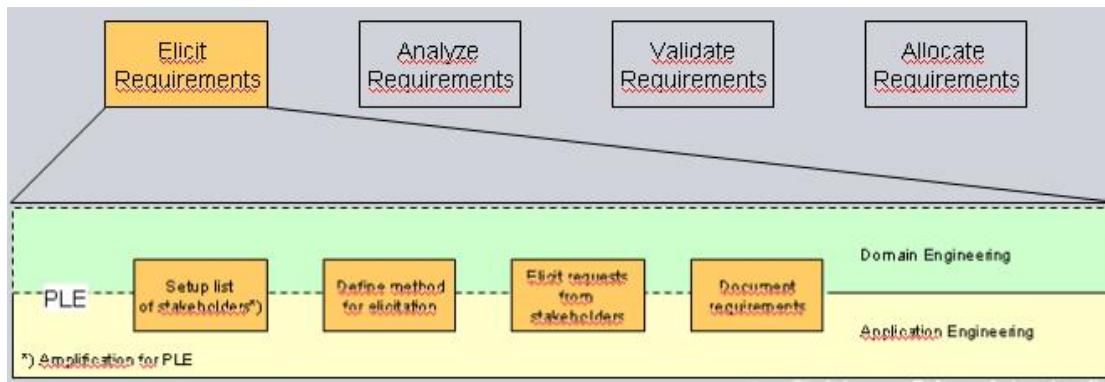 Elicit
Requirements
Analyze
Requirements
Validate
Requirements
Allocate
Requirements
Domain Engineering
PLE
Setup list
of stakeholders*)
Define method
for elicitation
Elicit requests
from
stakeholders
Document
requirements
Application Engineering
*) Amplification for PLE